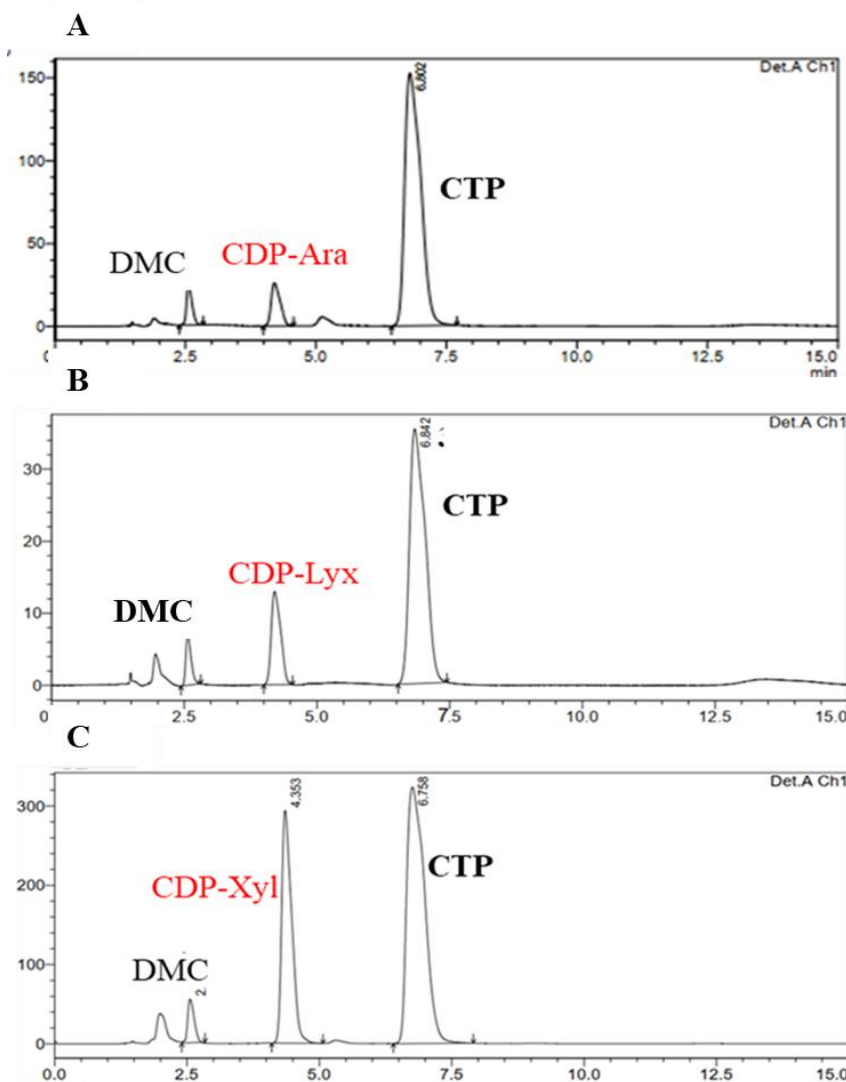 A
Det.A Ch1
6.802
150
100
50
0
DMC
CDP-Ara
CTP
0 2.5 5.0 7.5 10.0 12.5 15.0
min
B
Det.A Ch1
6.842
30
20
10
0
DMC
CDP-Lyx
CTP
0 2.5 5.0 7.5 10.0 12.5 15.0
C
Det.A Ch1
4.353
6.758
300
200
100
0
CDP-Xyl
CTP
DMC
2.
0.0 2.5 5.0 7.5 10.0 12.5 15.0